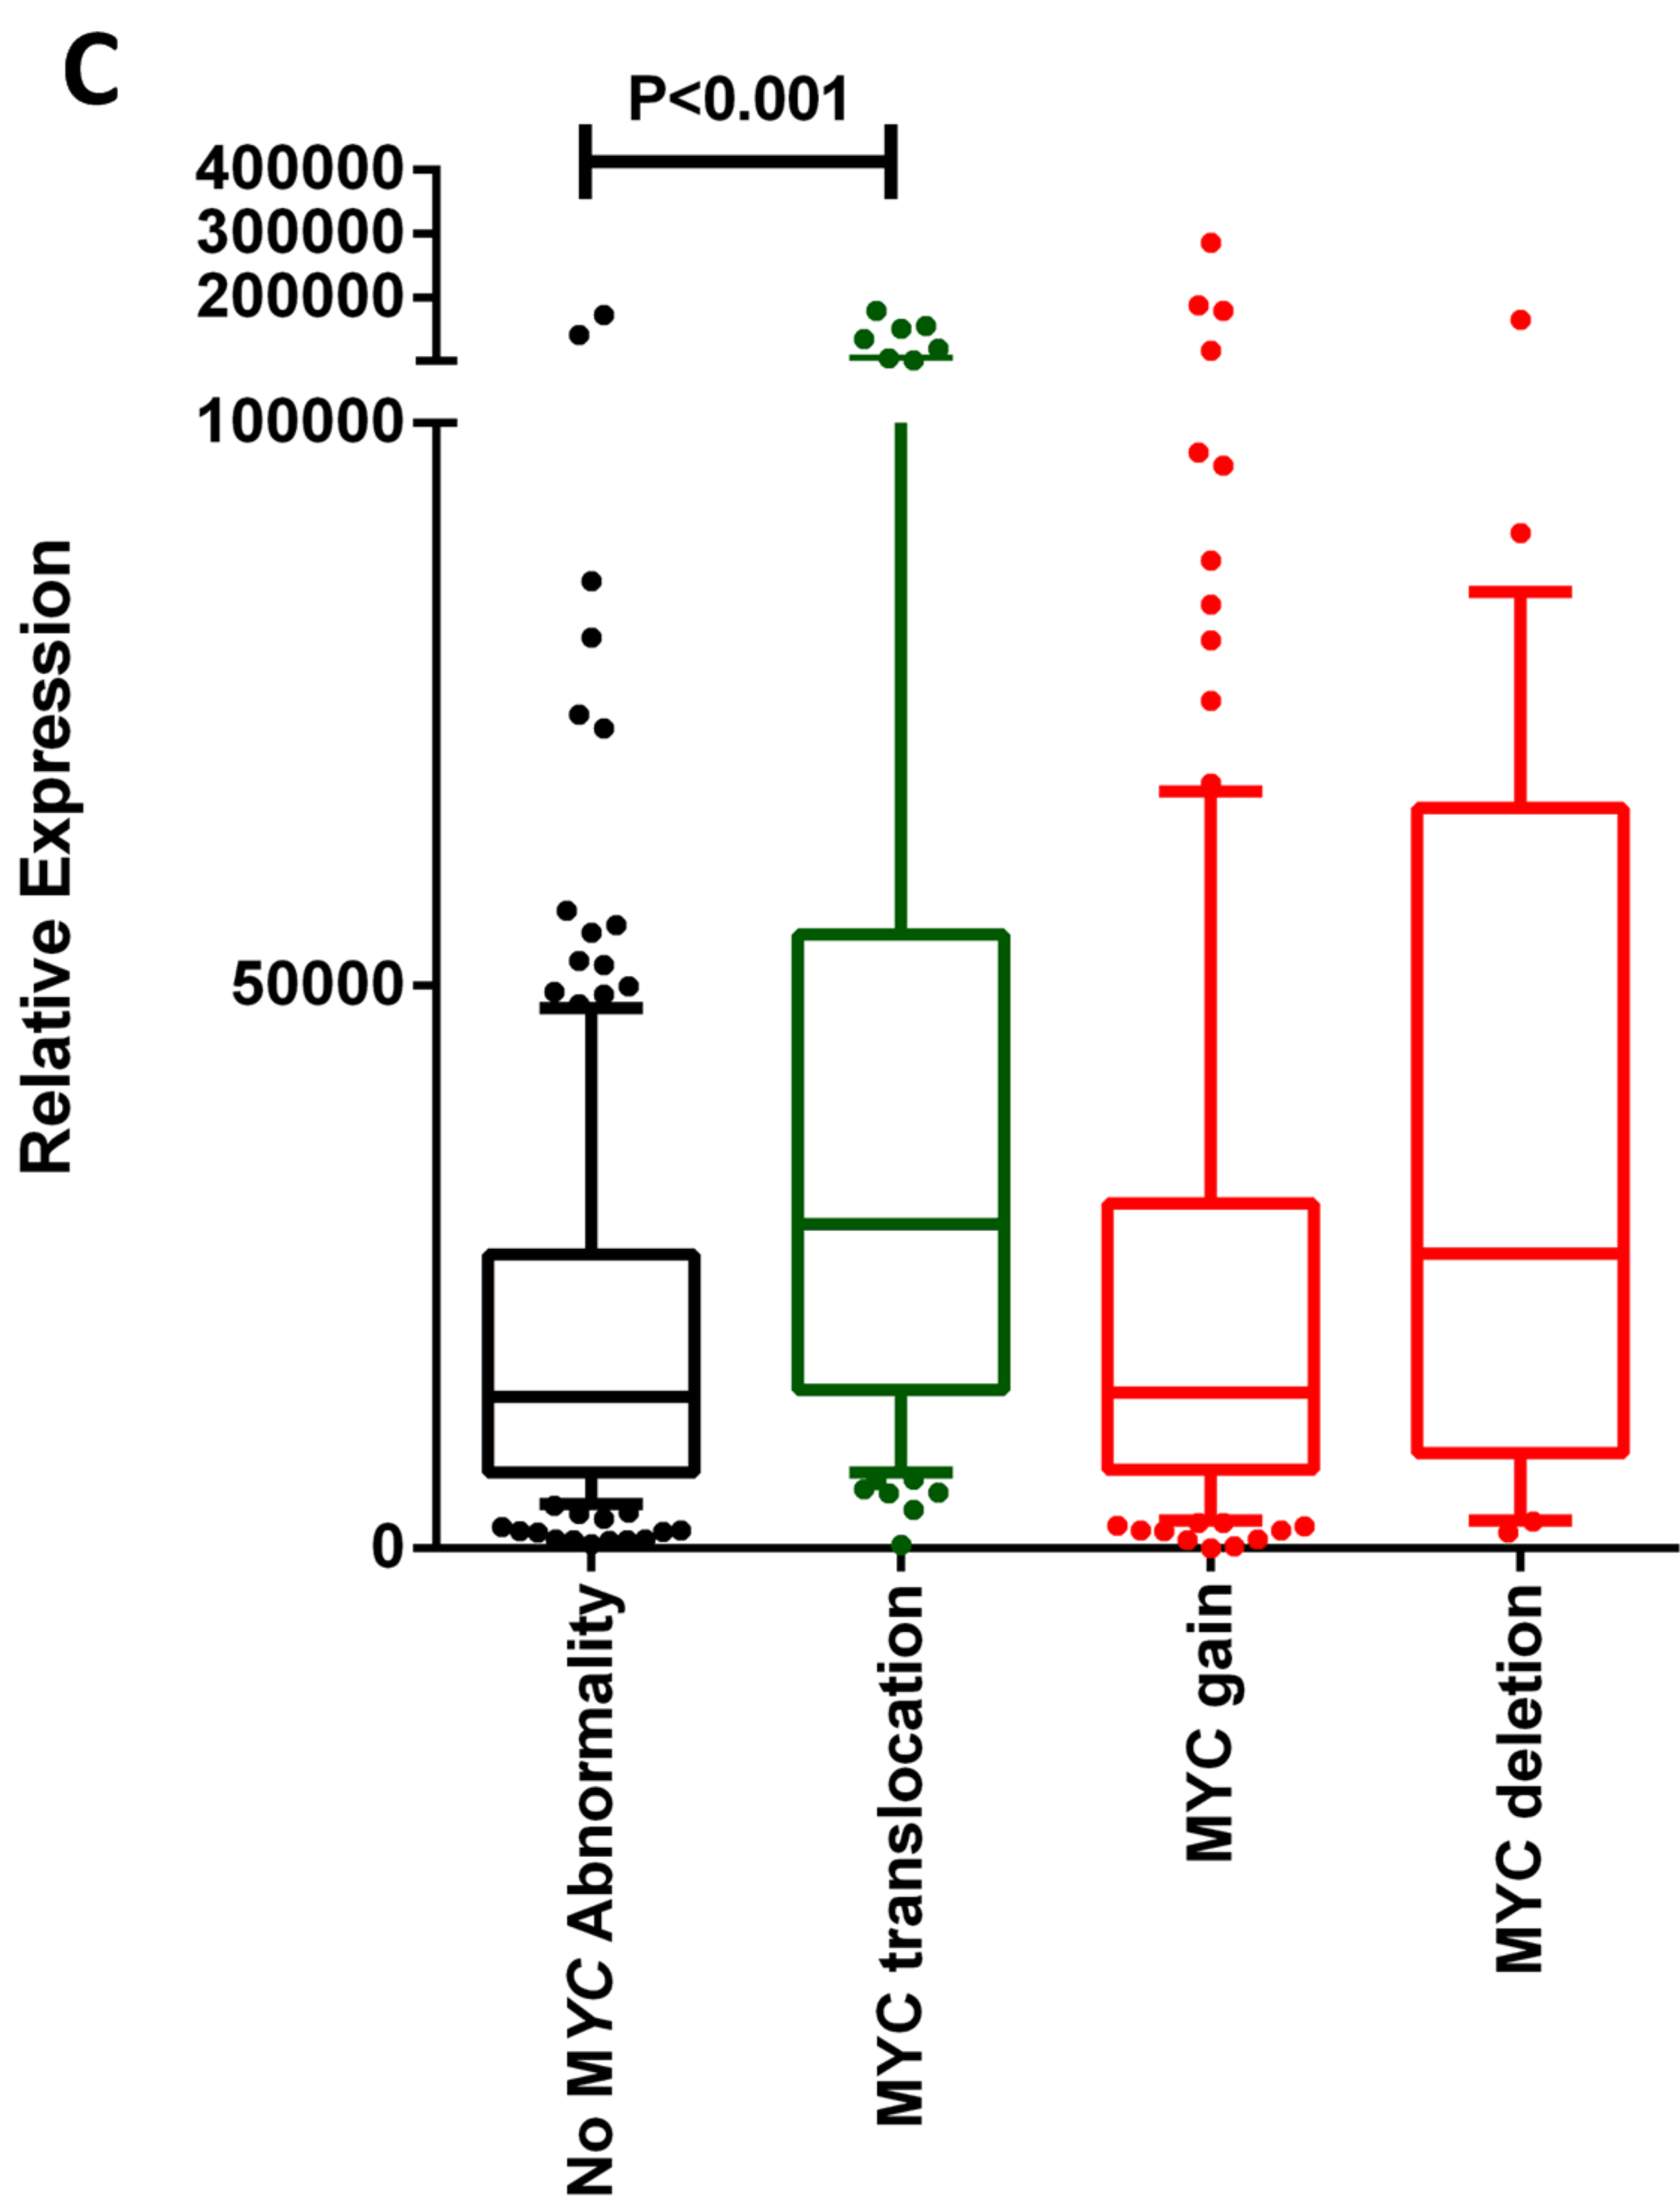 C
P<0.001
400000
300000
200000
100000
50000
0
Relative Expression
No MYC Abnormality
MYC translocation
MYC gain
MYC deletion